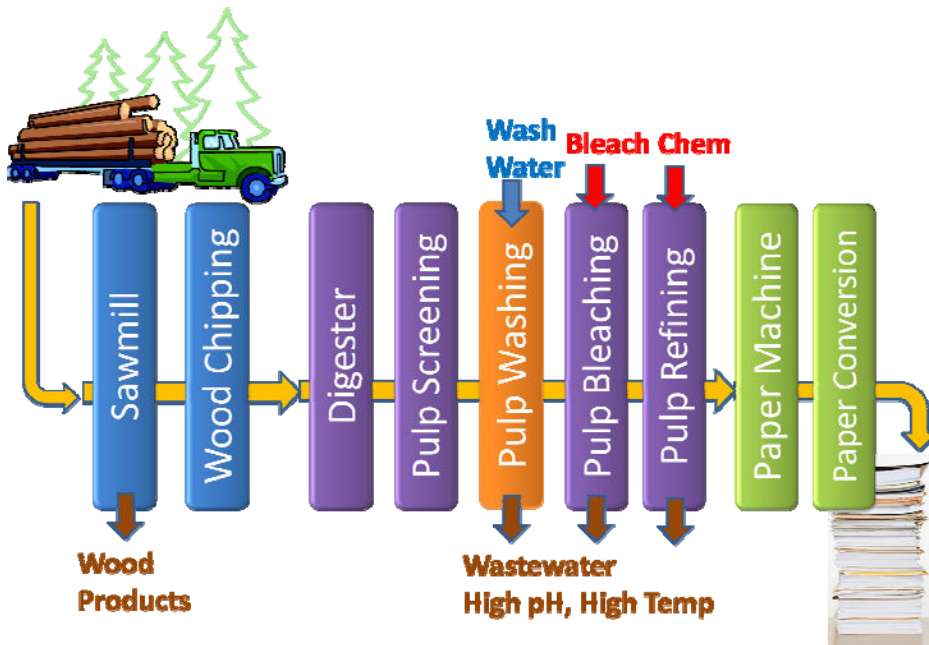 Wash
Water
Bleach Chem
Sawmill
Wood Chipping
Digester
Pulp Screening
Pulp Washing
Pulp Bleaching
Pulp Refining
Paper Machine
Paper Conversion
Wood
Products
Wastewater
High pH, High Temp